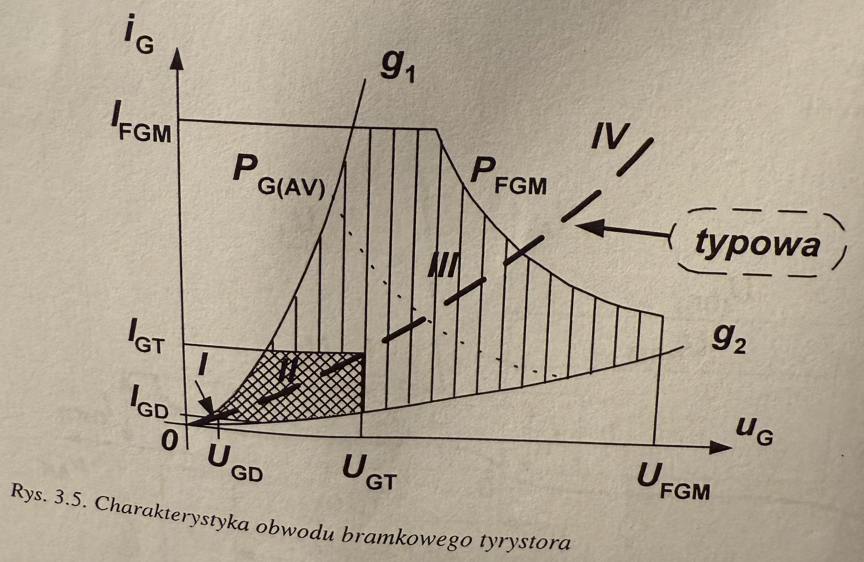 i_G
g_1
I_FGM
IV
P_G(AV)
P_FGM
typowa
III
I_GT
g_2
I
II
I_GD
0
u_G
U_GD
U_GT
U_FGM
Rys. 3.5. Charakterystyka obwodu bramkowego tyrystora